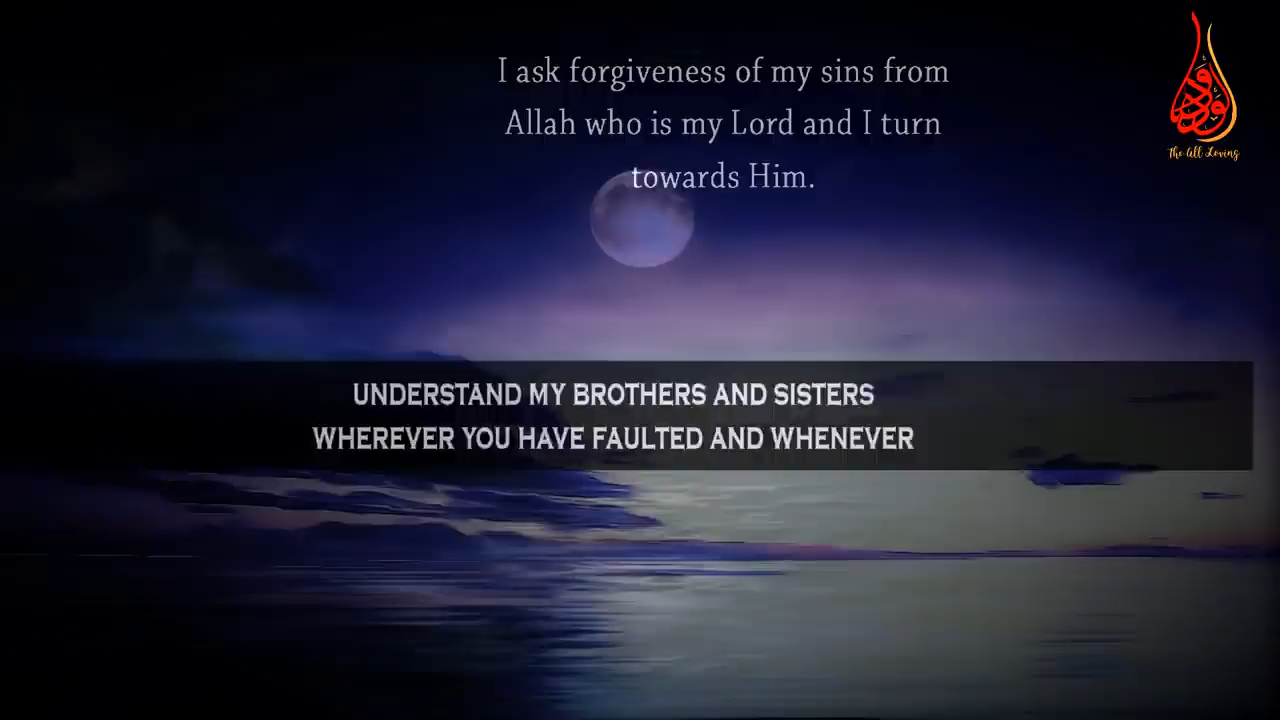 I ask forgiveness of my sins from
Allah who is my Lord and I turn
towards Him.
الودود
The All Loving
UNDERSTAND MY BROTHERS AND SISTERS
WHEREVER YOU HAVE FAULTED AND WHENEVER